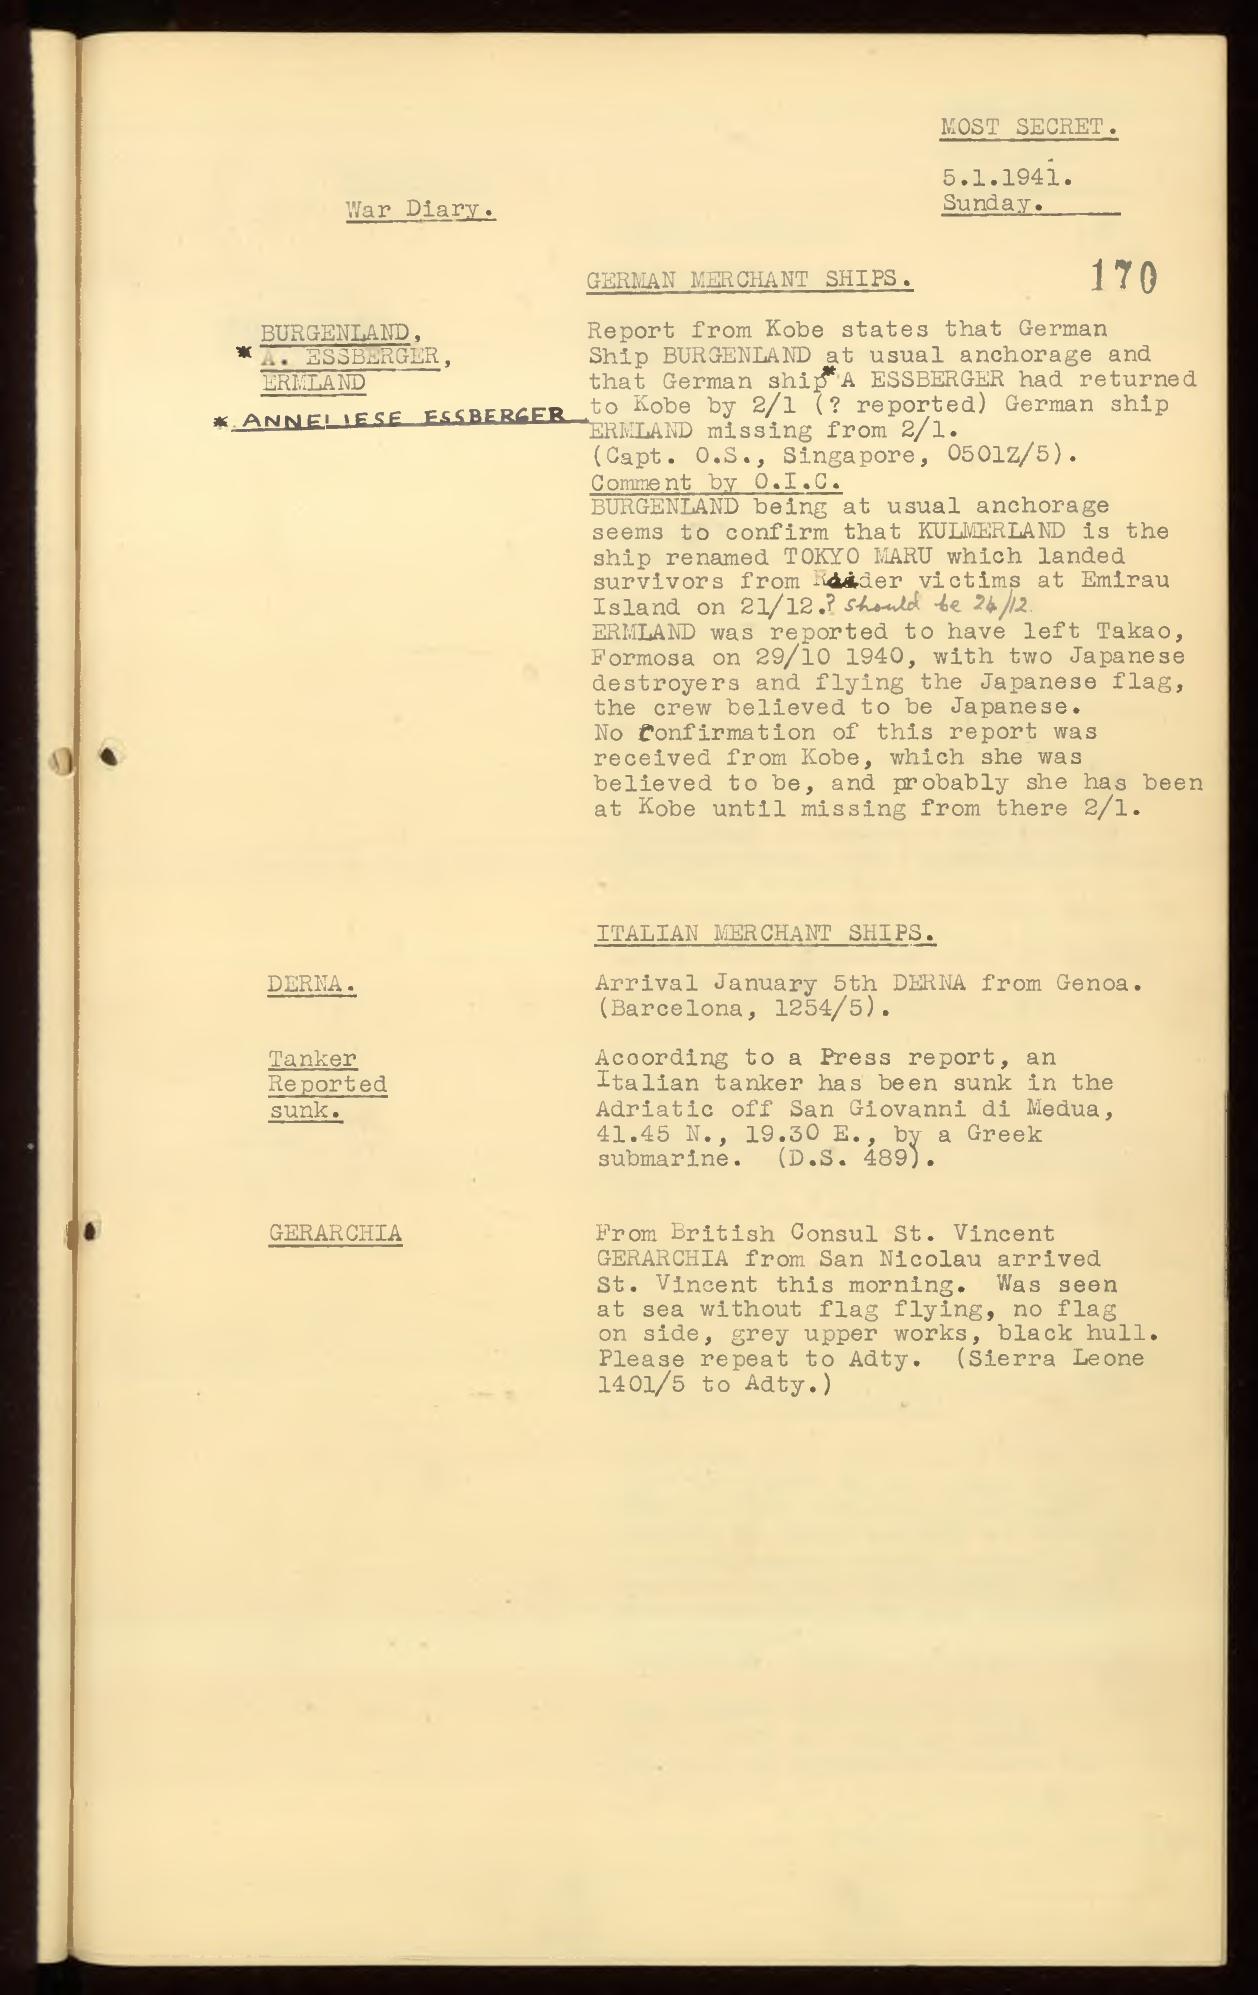 MOST SECRET.
5.1.1941.
Sunday.
War Diary.
170
GERMAN MERCHANT SHIPS.
BURGENLAND,
* A. ESSBERGER,
ERMLAND
* ANNELIESE ESSBERGER
Report from Kobe states that German
Ship BURGENLAND at usual anchorage and
that German ship * A ESSBERGER had returned
to Kobe by 2/1 (? reported) German ship
ERMLAND missing from 2/1.
(Capt. O.S., Singapore, 0501Z/5).
Comment by O.I.C.
BURGENLAND being at usual anchorage
seems to confirm that KULMERLAND is the
ship renamed TOKYO MARU which landed
survivors from Raider victims at Emirau
Island on 21/12.? should be 26/12.
ERMLAND was reported to have left Takao,
Formosa on 29/10 1940, with two Japanese
destroyers and flying the Japanese flag,
the crew believed to be Japanese.
No confirmation of this report was
received from Kobe, which she was
believed to be, and probably she has been
at Kobe until missing from there 2/1.
ITALIAN MERCHANT SHIPS.
DERNA.
Arrival January 5th DERNA from Genoa.
(Barcelona, 1254/5).
Tanker
Reported
sunk.
Acoording to a Press report, an
Italian tanker has been sunk in the
Adriatic off San Giovanni di Medua,
41.45 N., 19.30 E., by a Greek
submarine. (D.S. 489).
GERARCHIA
From British Consul St. Vincent
GERARCHIA from San Nicolau arrived
St. Vincent this morning. Was seen
at sea without flag flying, no flag
on side, grey upper works, black hull.
Please repeat to Adty. (Sierra Leone
1401/5 to Adty.)